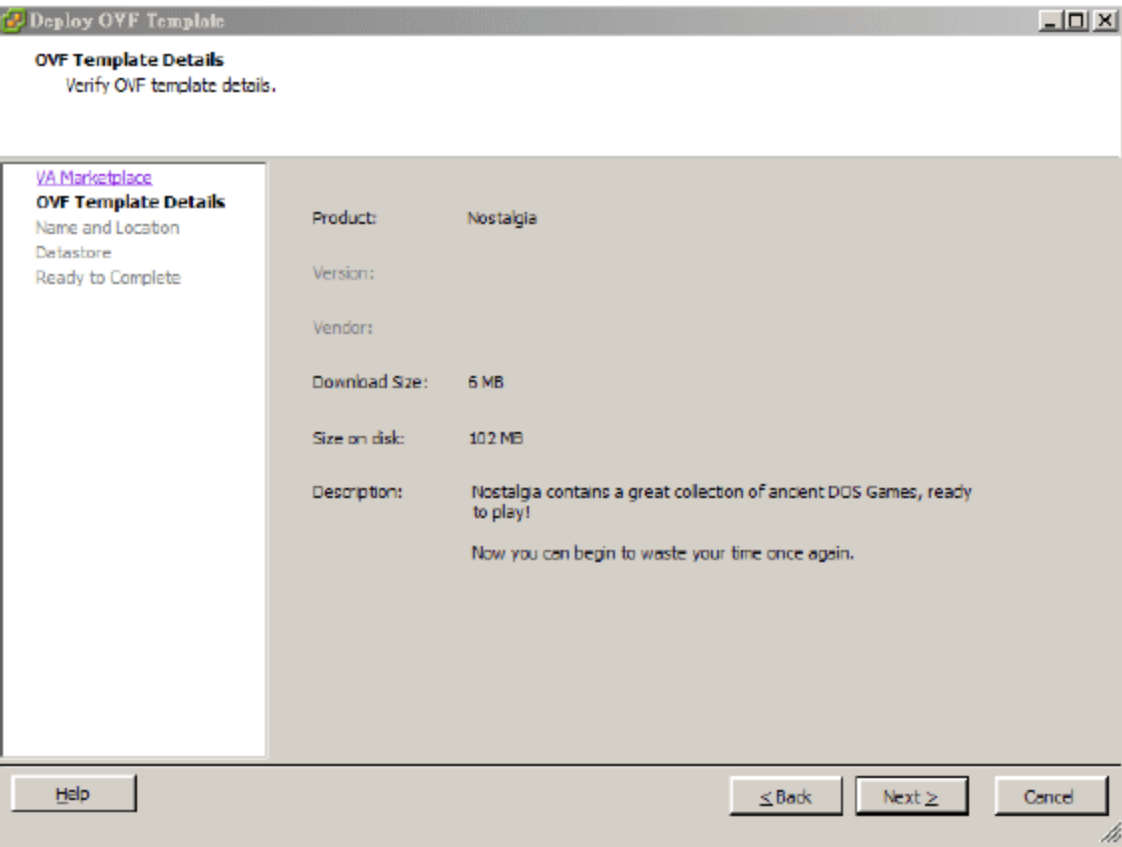 Deploy OVF Template
OVF Template Details
Verify OVF template details.
VA Marketplace
OVF Template Details
Name and Location
Datastore
Ready to Complete
Product: Nostalgia
Version:
Vendor:
Download Size: 6 MB
Size on disk: 102 MB
Description: Nostalgia contains a great collection of ancient DOS Games, ready
to play!
Now you can begin to waste your time once again.
Help
< Back
Next >
Cancel